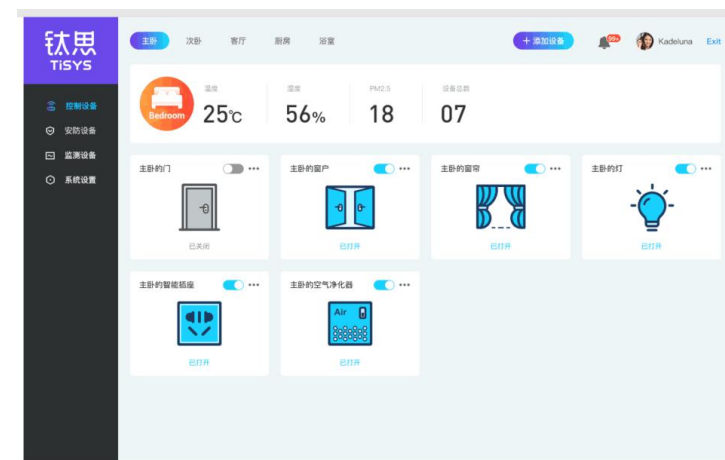 钛思
TiSYS
控制设备
安防设备
监测设备
系统设置
主卧 次卧 客厅 厨房 浴室
+ 添加设备
99+
Kadeluna
Exit
Bedroom
温度 湿度 PM2.5 设备总数
25℃ 56% 18 07
主卧的门
已关闭
主卧的窗户
已打开
主卧的窗帘
已打开
主卧的灯
已打开
主卧的智能插座
已打开
主卧的空气净化器
Air
已打开